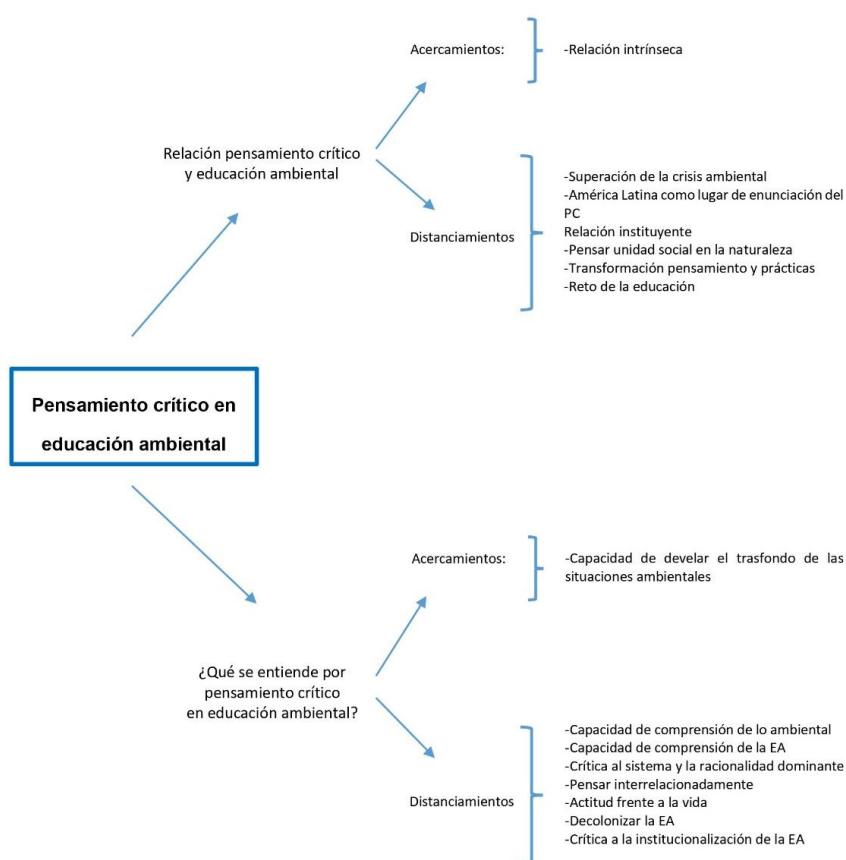 Acercamientos:
-Relación intrínseca
Relación pensamiento crítico
y educación ambiental
Distanciamientos
-Superación de la crisis ambiental
-América Latina como lugar de enunciación del
PC
Relación instituyente
-Pensar unidad social en la naturaleza
-Transformación pensamiento y prácticas
-Reto de la educación
Pensamiento crítico en
educación ambiental
Acercamientos:
-Capacidad de develar el trasfondo de las
situaciones ambientales
¿Qué se entiende por
pensamiento crítico
en educación ambiental?
Distanciamientos
-Capacidad de comprensión de lo ambiental
-Capacidad de comprensión de la EA
-Crítica al sistema y la racionalidad dominante
-Pensar interrelacionadamente
-Actitud frente a la vida
-Decolonizar la EA
-Crítica a la institucionalización de la EA